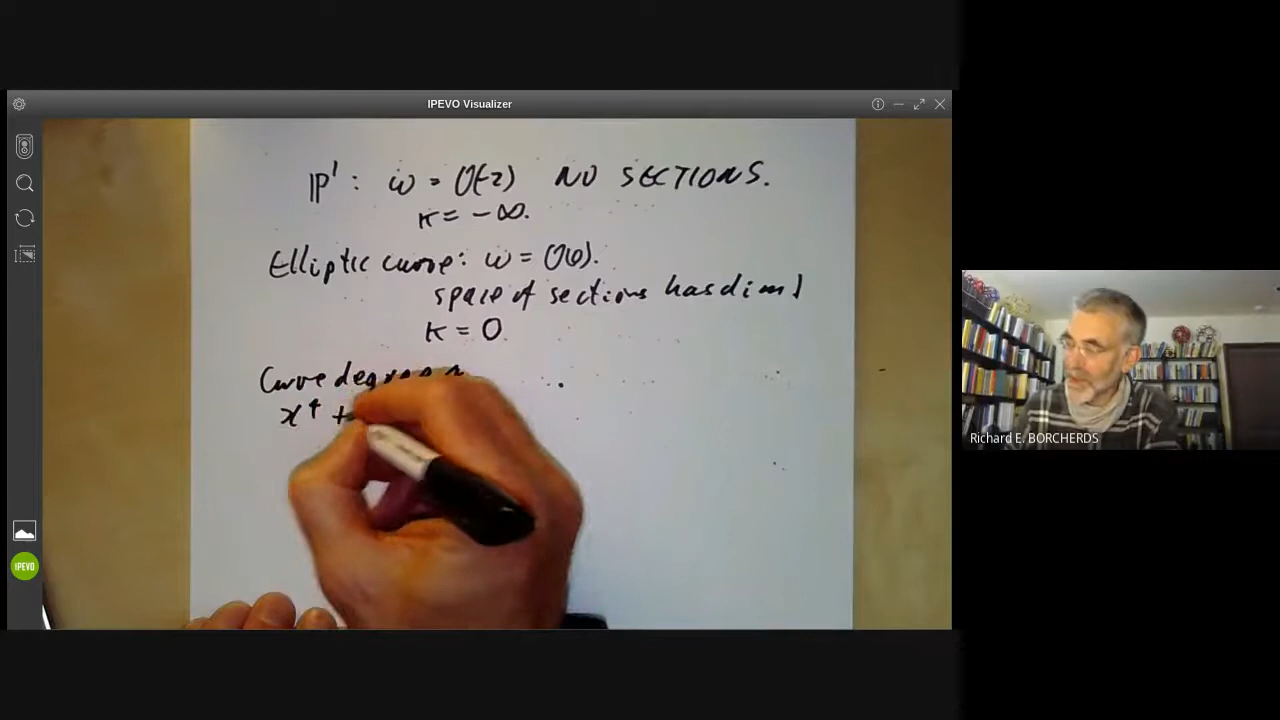 IPEVO Visualizer
ℙ¹: ω = O(-2) NO SECTIONS.
κ = -∞.
Elliptic curve: ω = O(0).
space of sections has dim 1
κ = 0.
Curve degree
x⁴ +
IPEVO
Richard E. BORCHERDS